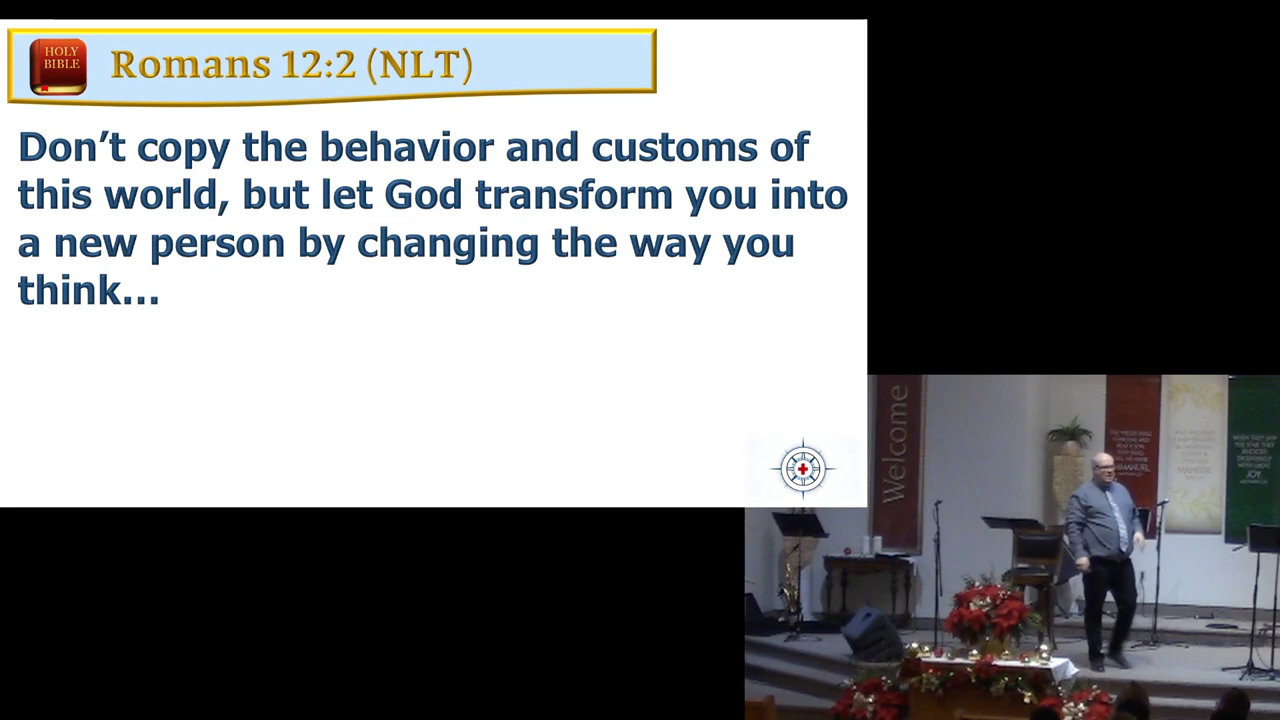 HOLY
BIBLE
Romans 12:2 (NLT)
Don’t copy the behavior and customs of
this world, but let God transform you into
a new person by changing the way you
think...
Welcome
JOY